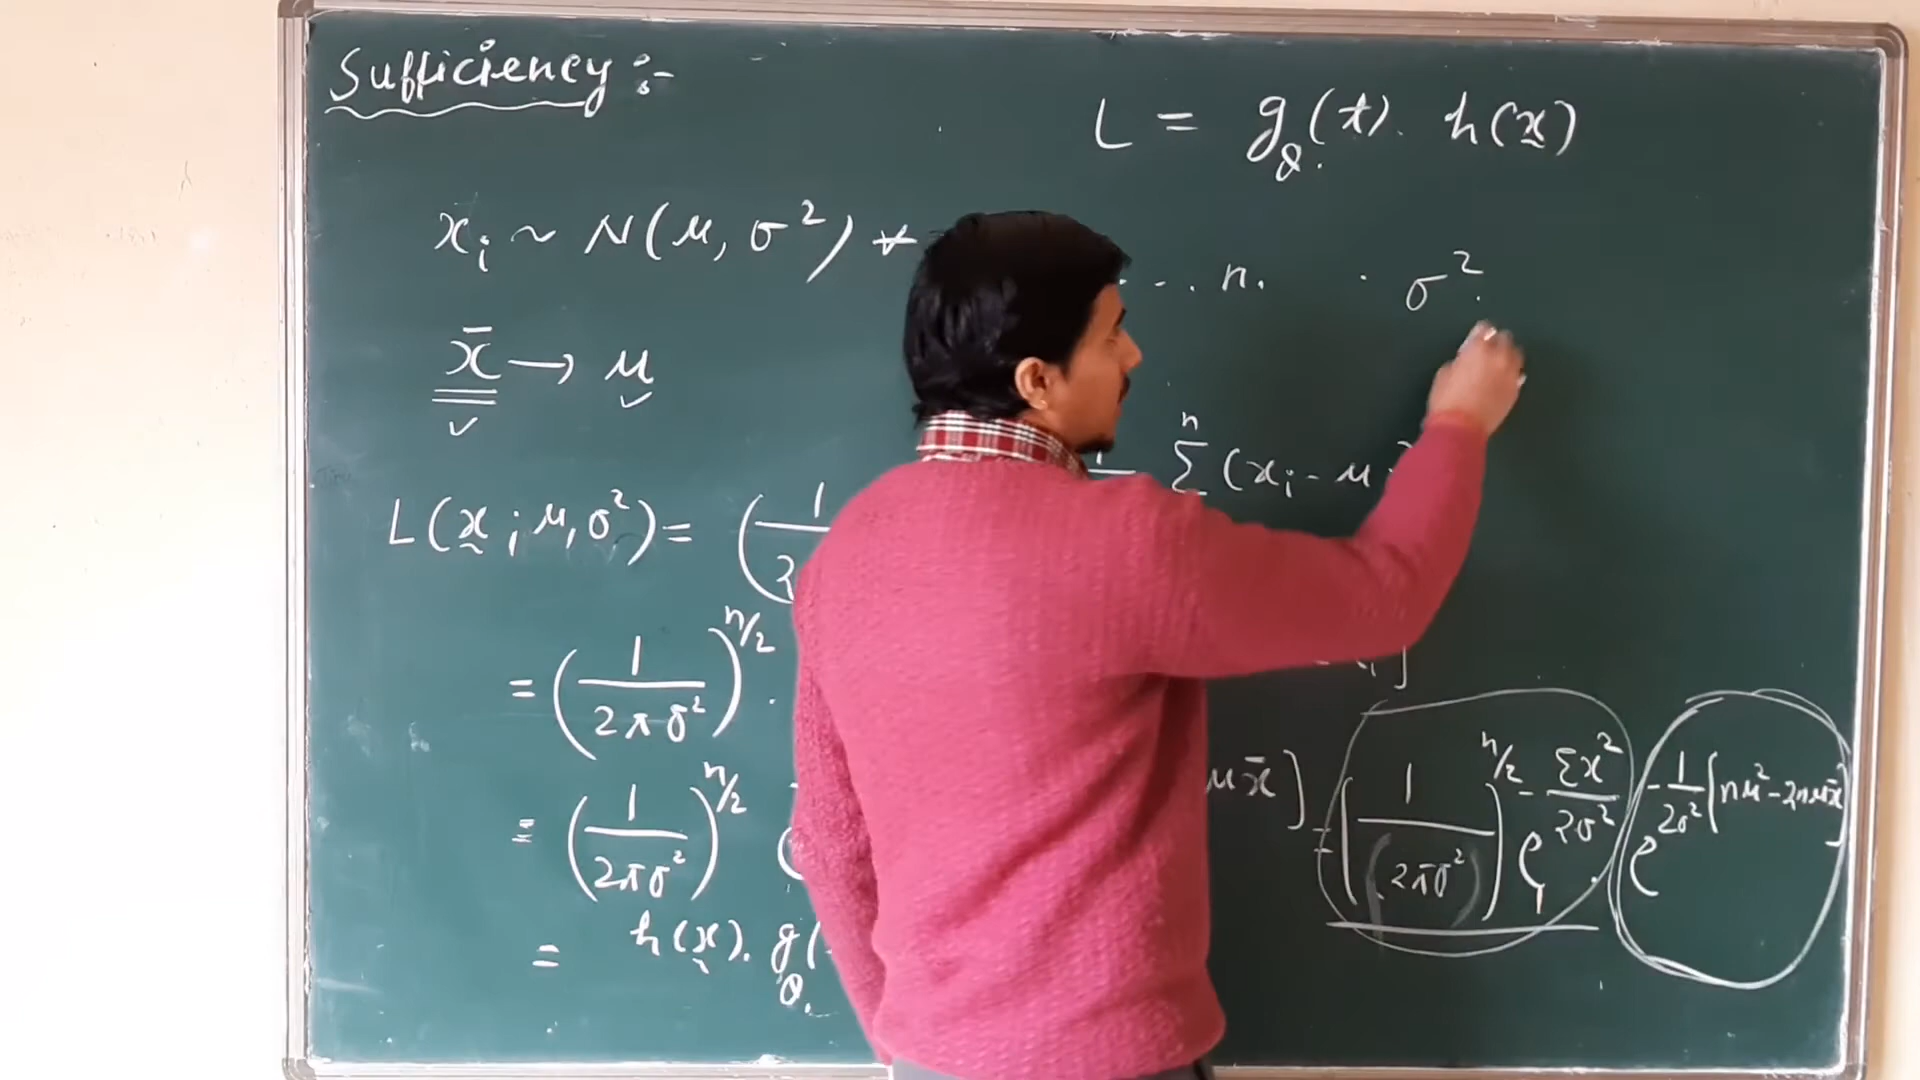 Sufficiency :-
L = g_θ(t). h(x̰)
x_i ~ N(μ, σ²) ... n. σ².
x̄ → μ
Σ^n (x_i - μ
L(x̰; μ, σ²) = (1/2
= (1/2πσ²)^{n/2} .
= (1/2πσ²)^{n/2} μx̄] = (1/(2πσ²))^{n/2} e^{-Σx²/2σ²} . e^{-1/2σ² [nμ² - 2nμx̄]}
= h(x̰). g_θ(